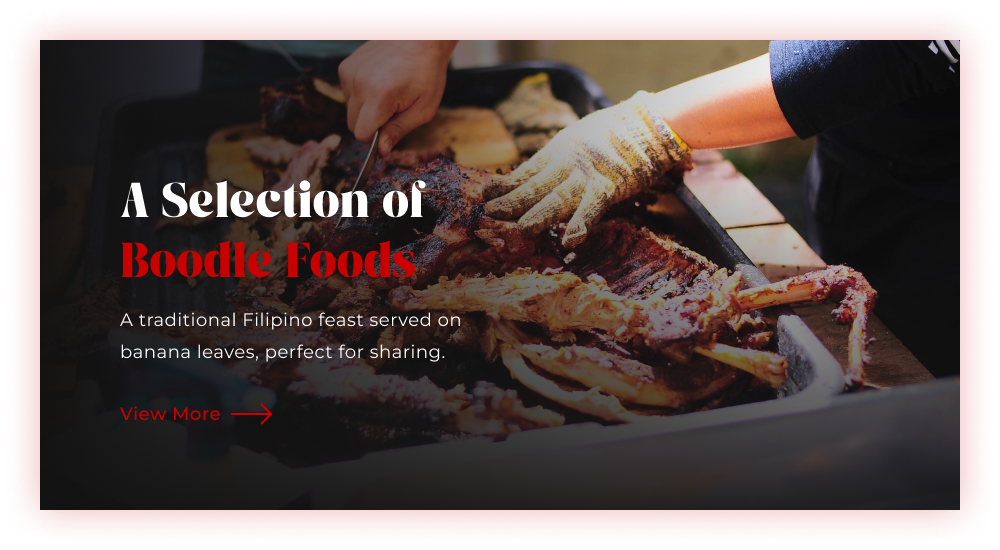 A Selection of
Boodle Foods
A traditional Filipino feast served on
banana leaves, perfect for sharing.
View More